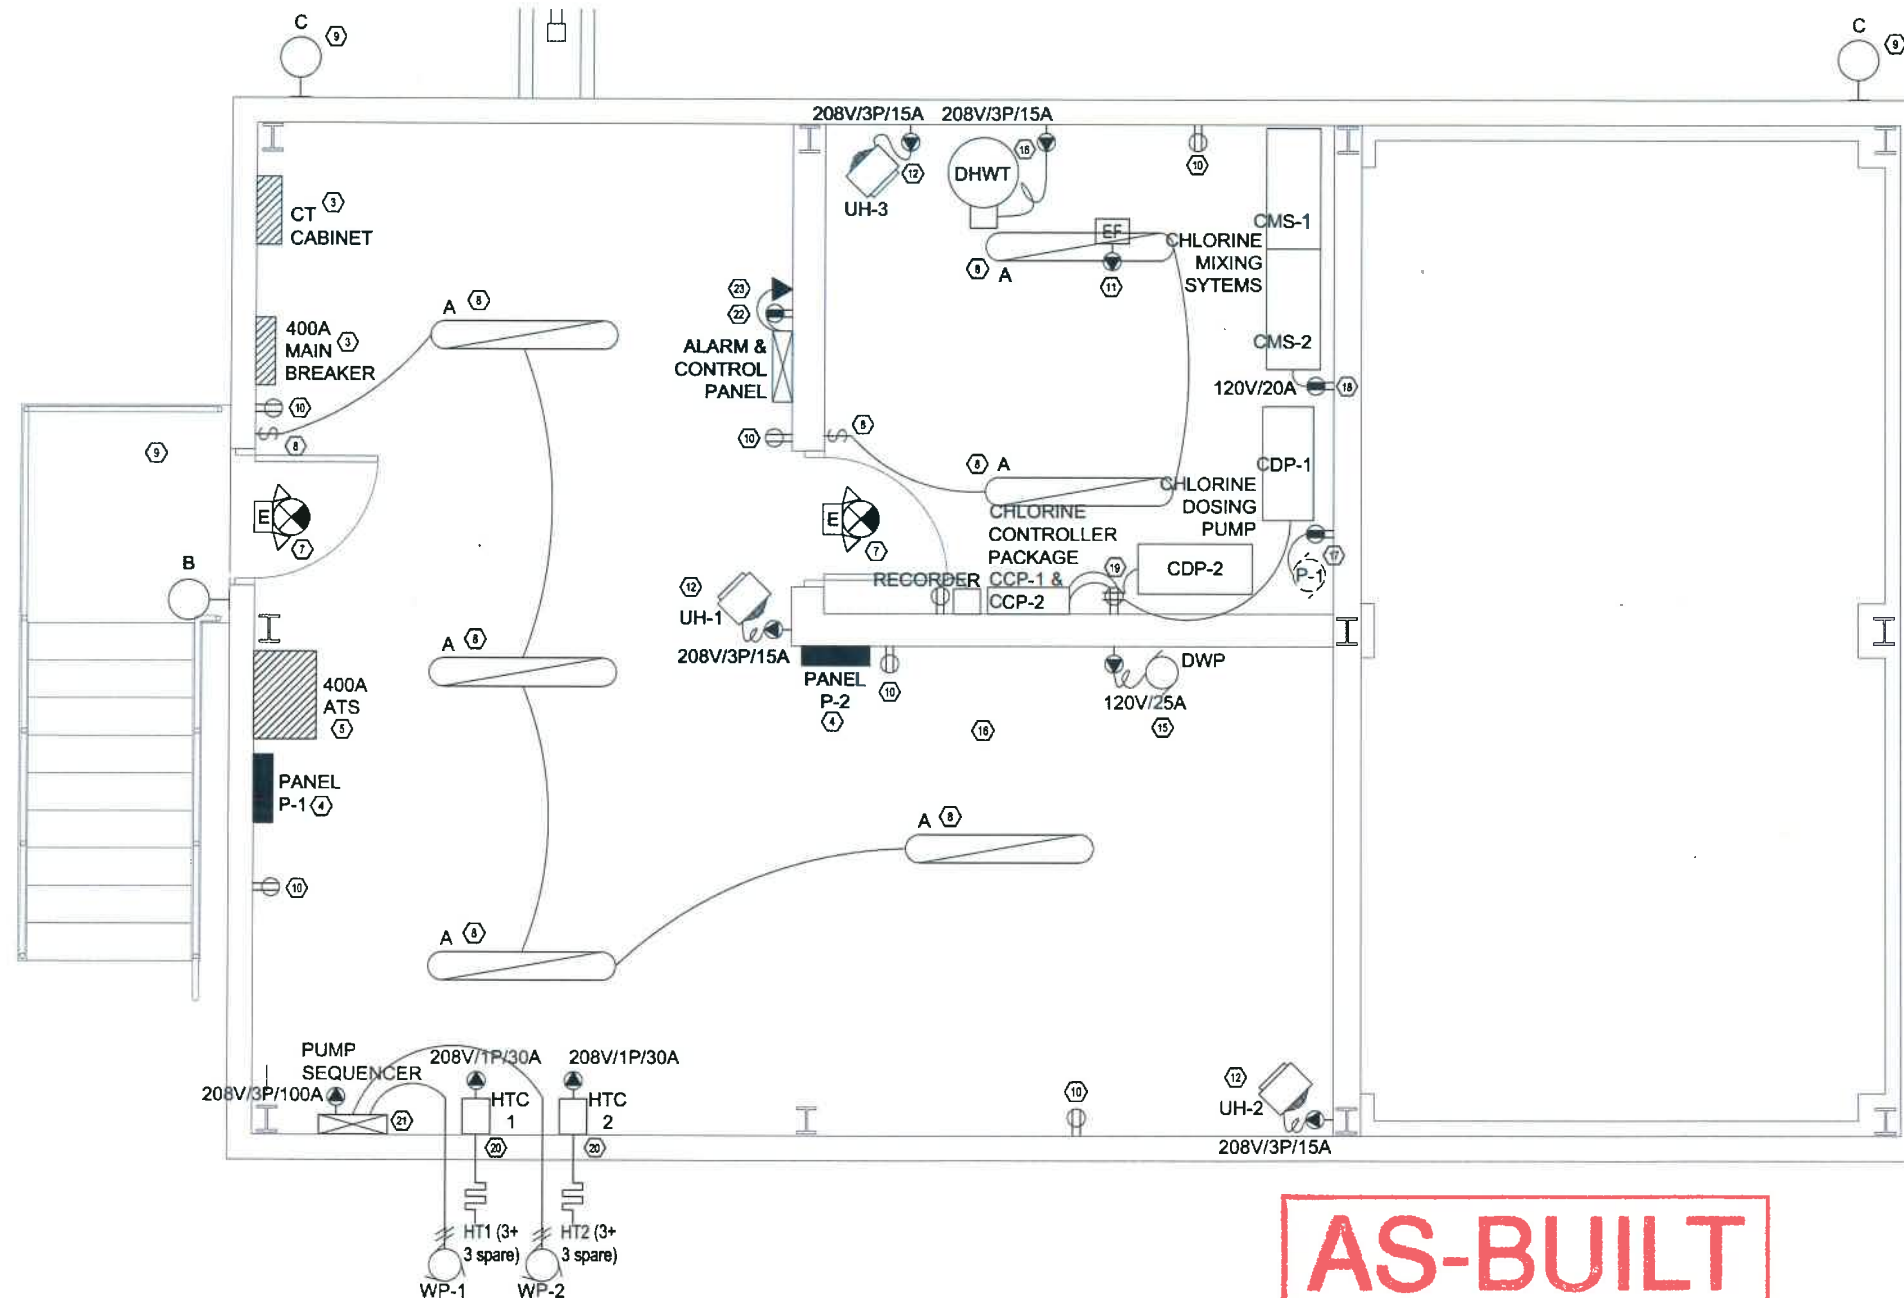 C 9
C 9
208V/3P/15A 208V/3P/15A
12
16
10
DHWT
UH-3
CT 3
CABINET
CMS-1
EF
CHLORINE
MIXING
SYTEMS
8 A
11
23
22
A 8
400A
MAIN 3
BREAKER
ALARM &
CONTROL
PANEL
CMS-2
120V/20A 18
10
8
10
8
9
8 A
CDP-1
CHLORINE
DOSING
PUMP
CHLORINE
CONTROLLER
PACKAGE
CCP-1 &
CCP-2
E
7
E
7
17
P-1
B
RECORDER
19
CDP-2
12
UH-1
208V/3P/15A
A 8
PANEL
P-2
4
10
DWP
120V/25A
15
16
400A
ATS
5
PANEL
P-1 4
A 8
10
A 8
PUMP
SEQUENCER
208V/3P/100A
208V/1P/30A 208V/1P/30A
HTC
1
HTC
2
21
20
20
10
12
UH-2
208V/3P/15A
HT1 (3+
3 spare)
HT2 (3+
3 spare)
WP-1
WP-2
AS-BUILT